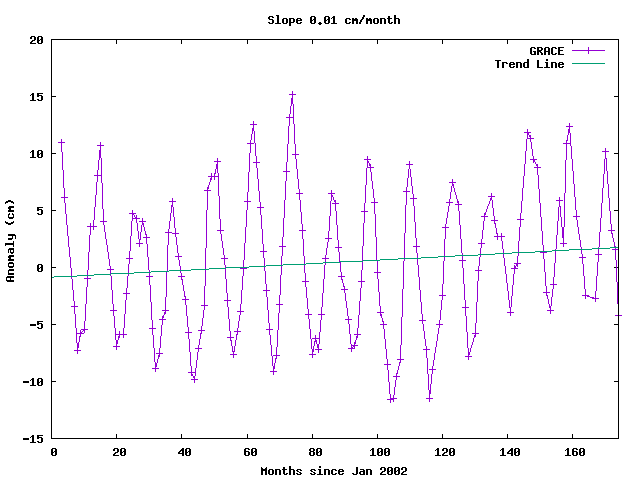 Slope 0.01 cm/month
GRACE
Trend Line
20
15
10
5
0
-5
-10
-15
Anomaly (cm)
0 20 40 60 80 100 120 140 160
Months since Jan 2002